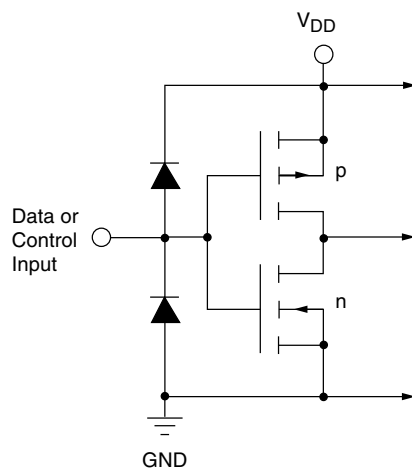 VDD
p
Data or
Control
Input
n
GND